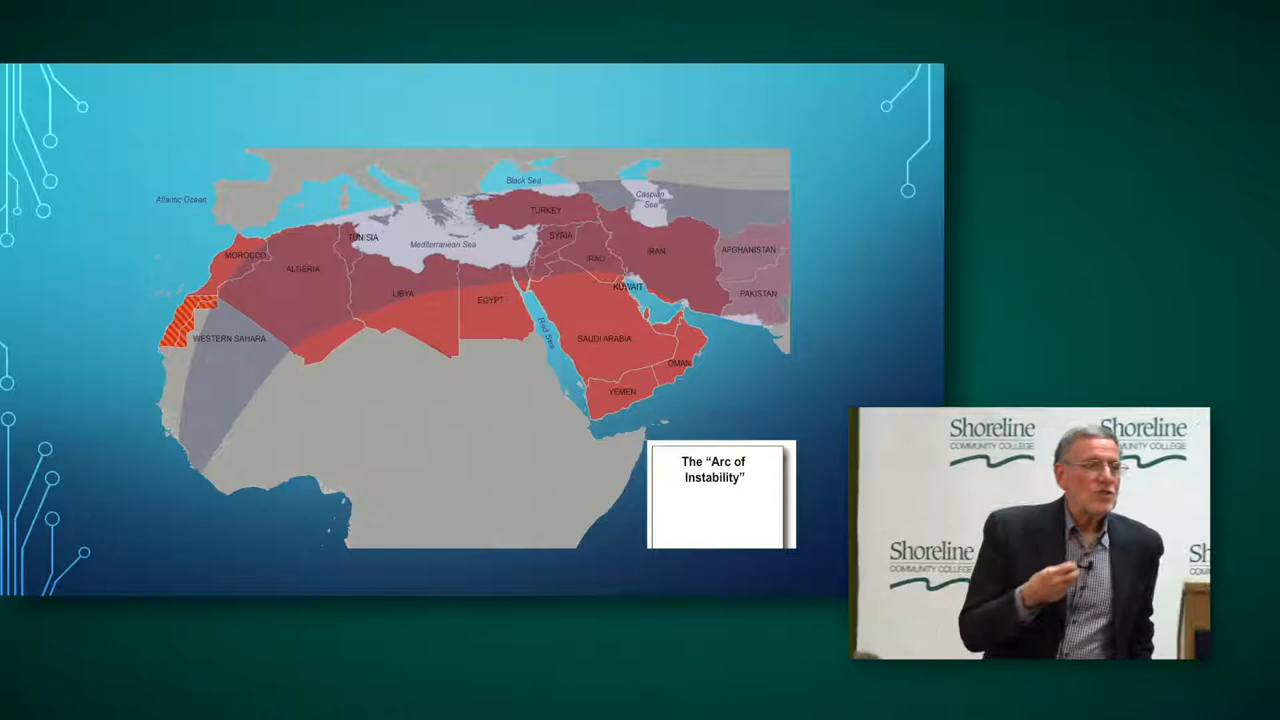 Black Sea
Caspian
Sea
Atlantic Ocean
TURKEY
TUNISIA
SYRIA
Mediterranean Sea
MOROCCO
IRAQ
IRAN
AFGHANISTAN
ALGERIA
KUWAIT
LIBYA
EGYPT
PAKISTAN
WESTERN SAHARA
Red Sea
SAUDI ARABIA
OMAN
YEMEN
The “Arc of
Instability”
Shoreline
COMMUNITY COLLEGE
Shoreline
COMMUNITY COLLEGE
Shoreline
COMMUNITY COLLEGE
Sh
COMM